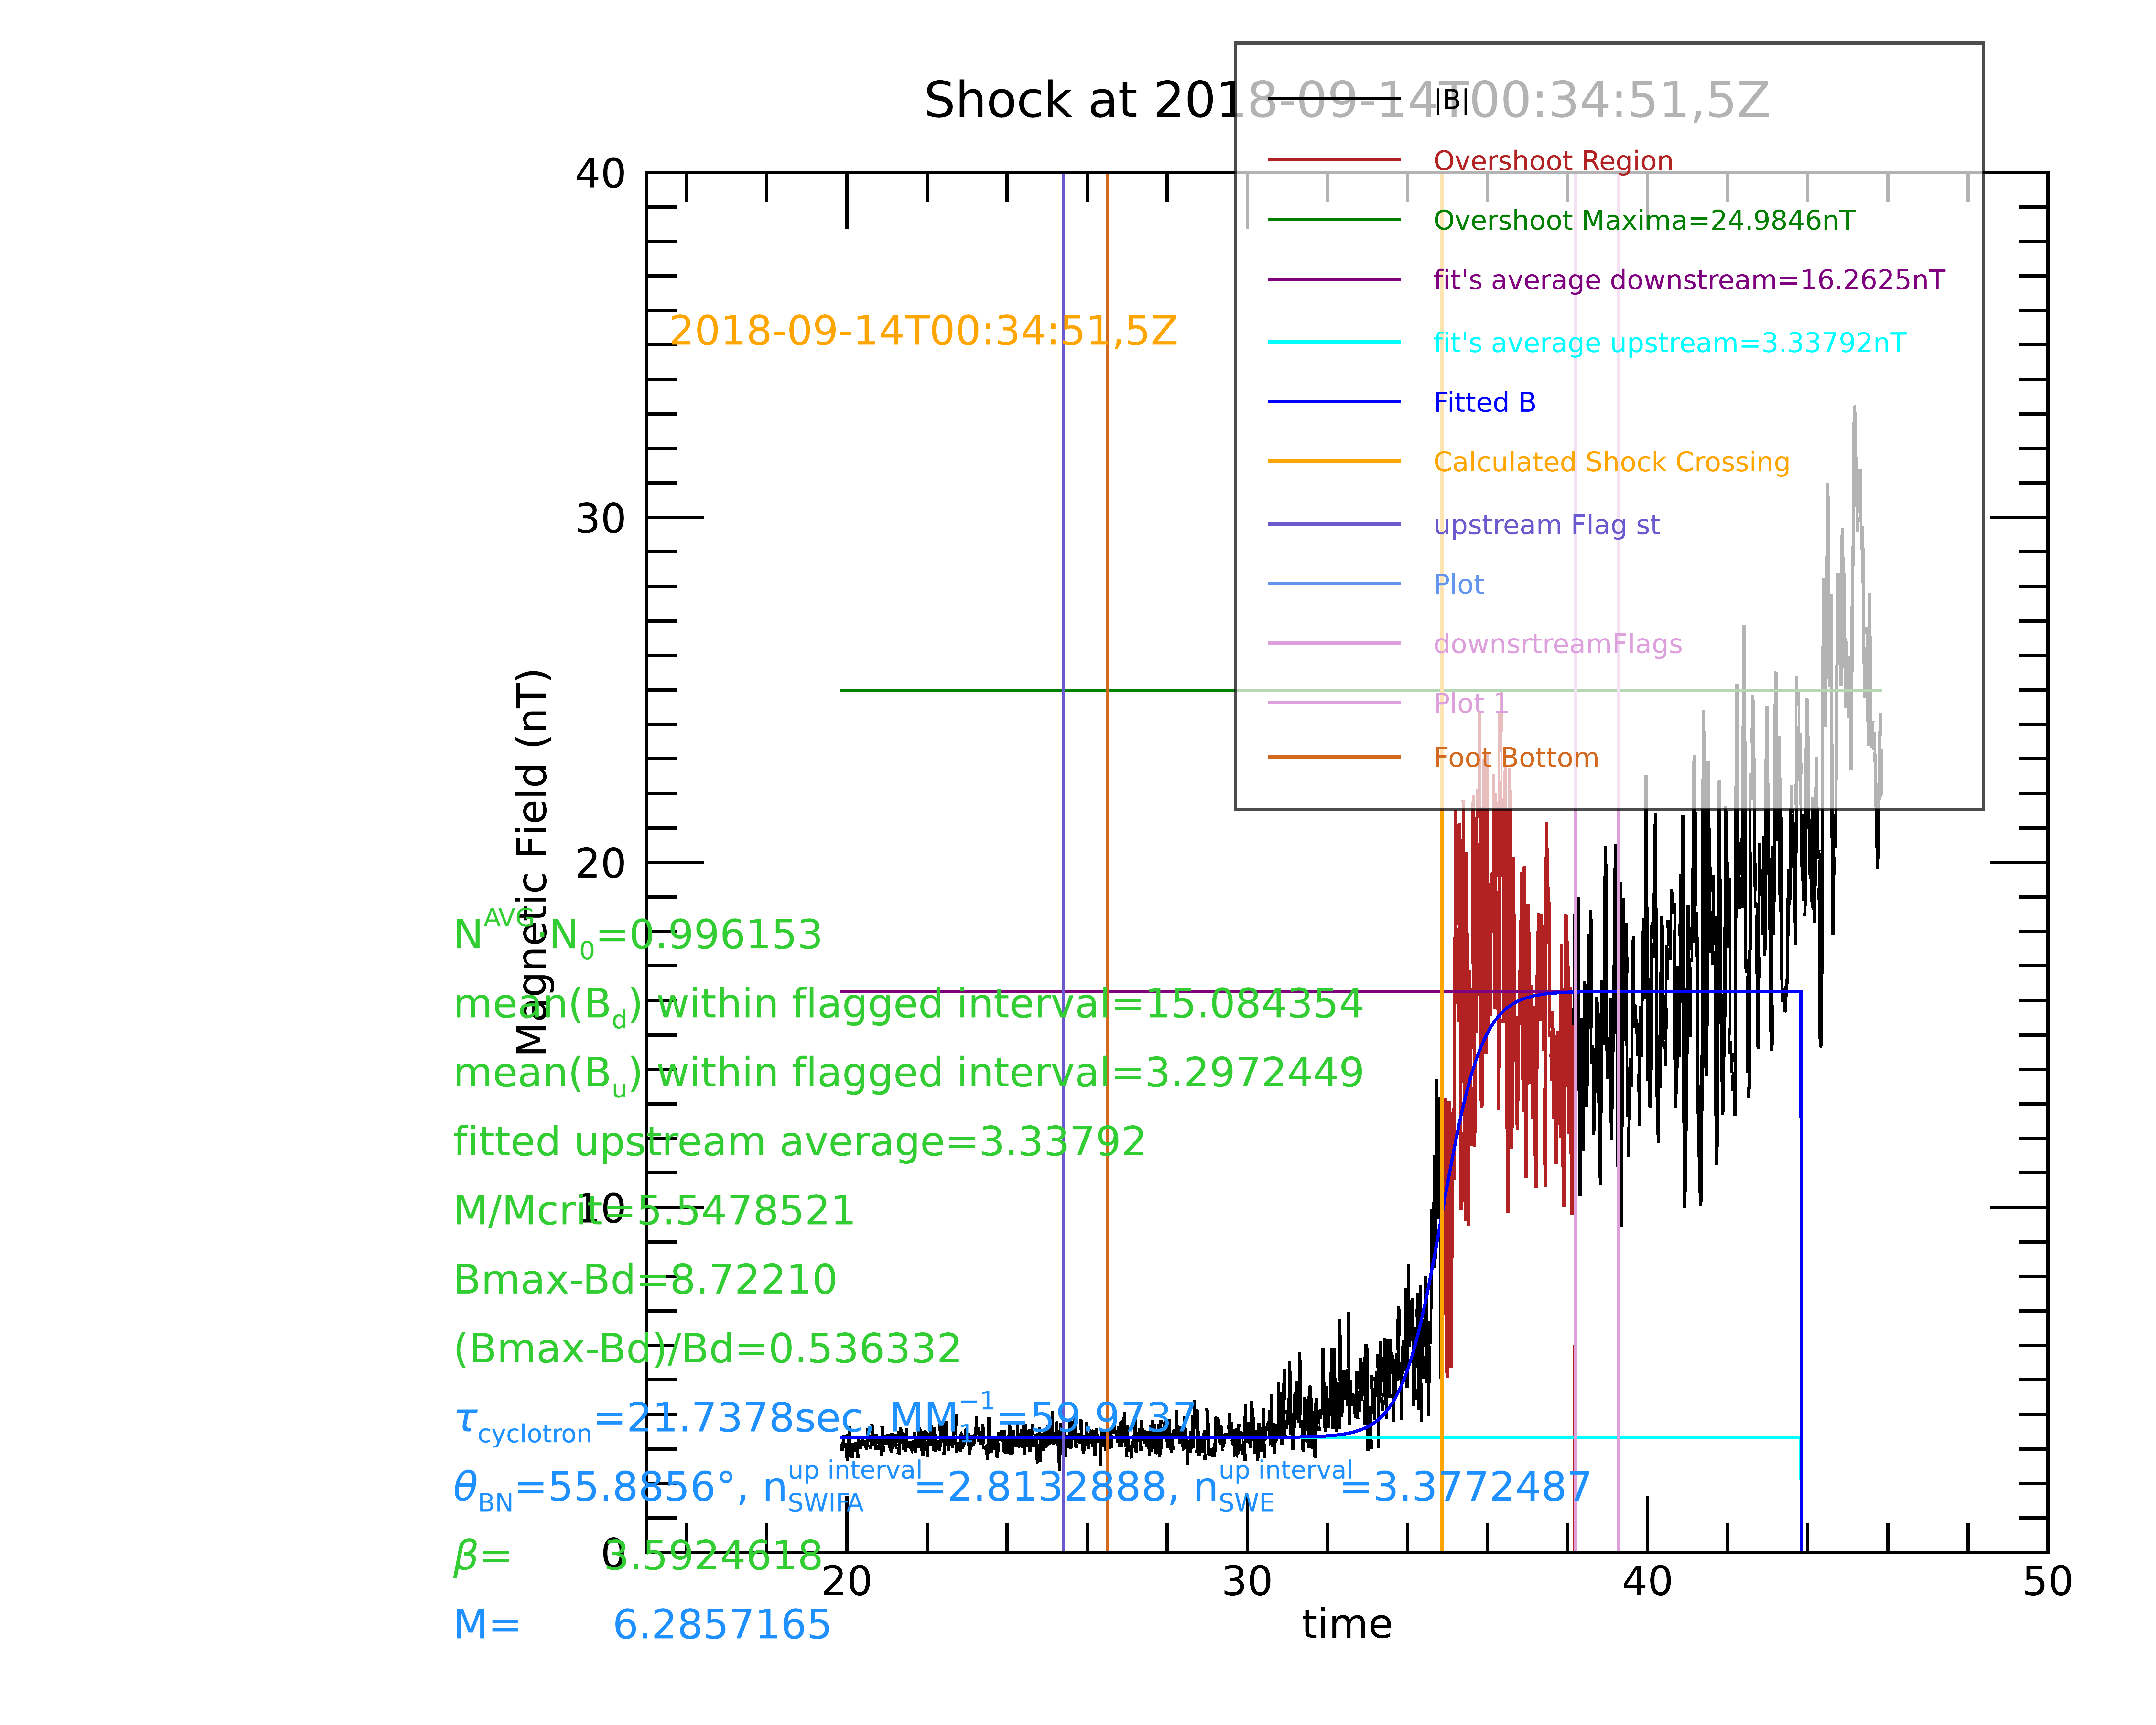 Shock at 2018-09-14T00:34:51,5Z
|B|
Overshoot Region
Overshoot Maxima=24.9846nT
fit's average downstream=16.2625nT
fit's average upstream=3.33792nT
Fitted B
Calculated Shock Crossing
upstream Flag st
Plot
downsrtreamFlags
Plot 1
Foot Bottom
2018-09-14T00:34:51,5Z
40
30
20
10
0
Magnetic Field (nT)
N^AVG·N_0=0.996153
mean(B_d) within flagged interval=15.084354
mean(B_u) within flagged interval=3.2972449
fitted upstream average=3.33792
M/Mcrit=5.5478521
Bmax-Bd=8.72210
(Bmax-Bd)/Bd=0.536332
τ_cyclotron=21.7378sec, MM_1^−1=59.9737
θ_BN=55.8856°, n_SWIFA^up interval=2.8132888, n_SWE^up interval=3.3772487
β= 3.5924618
M= 6.2857165
20 30 40 50
time